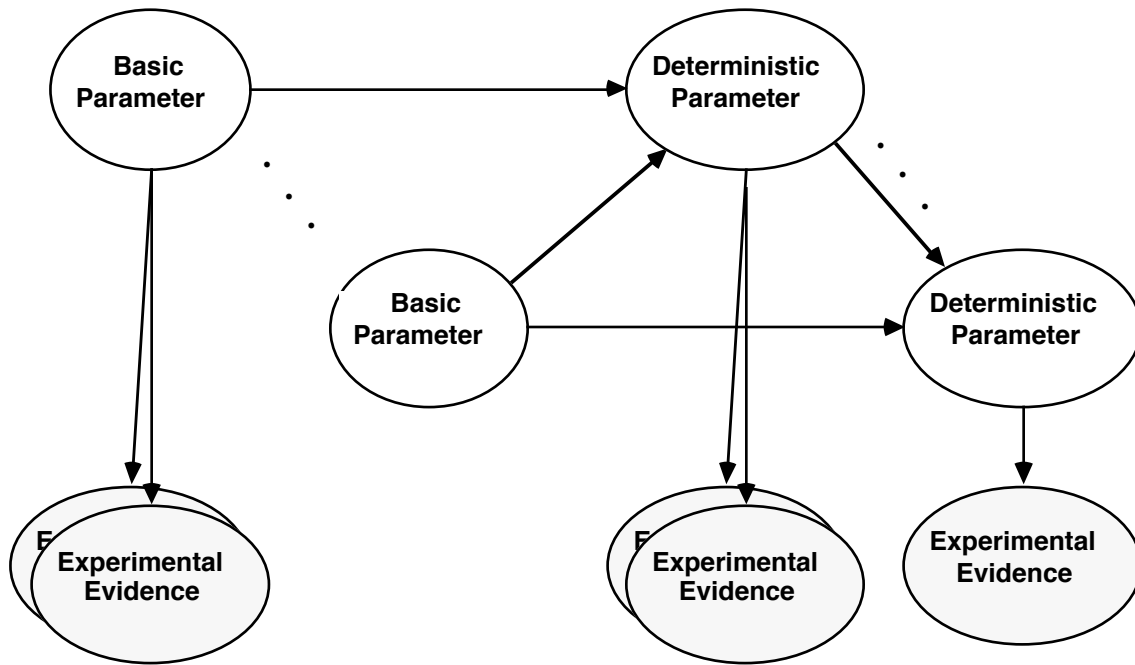 Basic
Parameter
Deterministic
Parameter
Basic
Parameter
Deterministic
Parameter
E
Experimental
Evidence
E
Experimental
Evidence
Experimental
Evidence